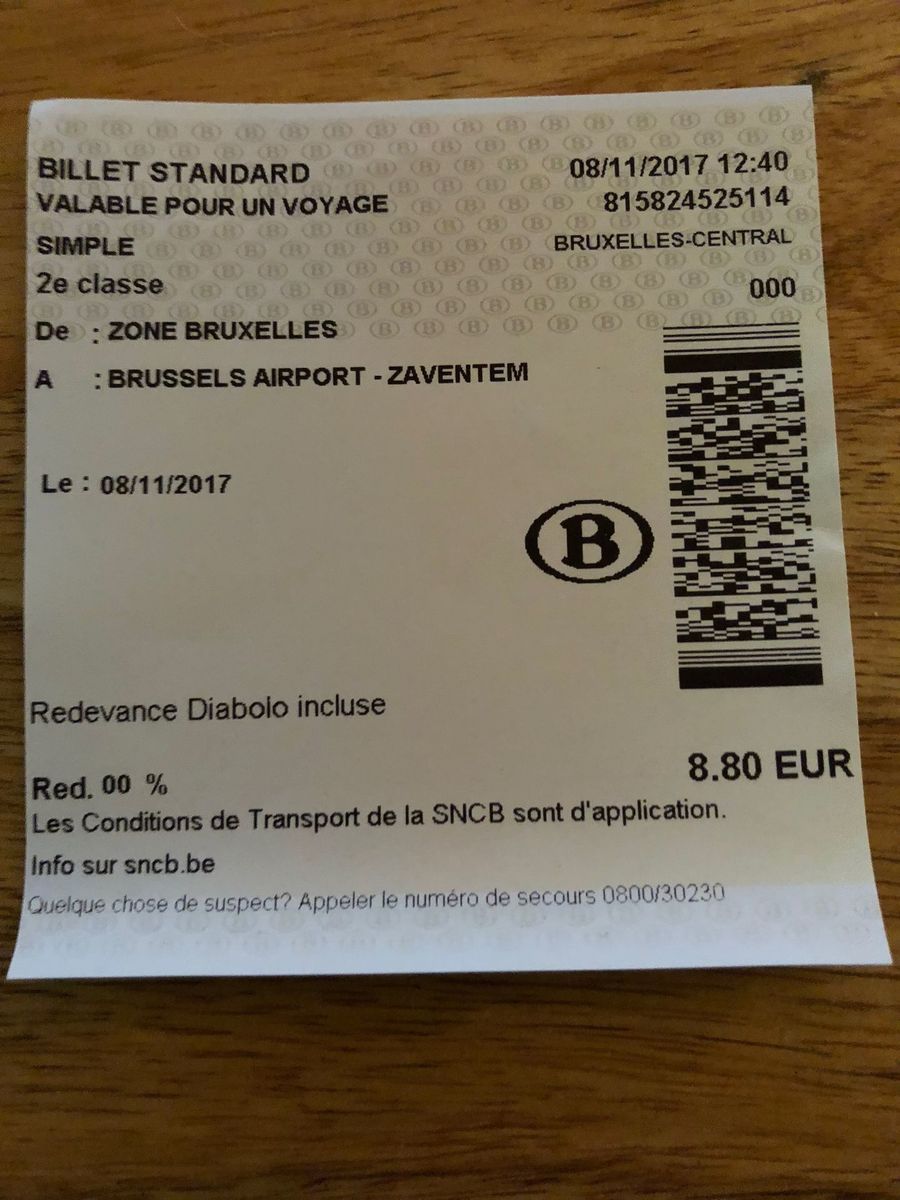 BILLET STANDARD 08/11/2017 12:40
VALABLE POUR UN VOYAGE 815824525114
SIMPLE BRUXELLES-CENTRAL
2e classe 000
De : ZONE BRUXELLES
A : BRUSSELS AIRPORT - ZAVENTEM
Le : 08/11/2017
B
Redevance Diabolo incluse
Red. 00 % 8.80 EUR
Les Conditions de Transport de la SNCB sont d'application.
Info sur sncb.be
Quelque chose de suspect? Appeler le numéro de secours 0800/30230